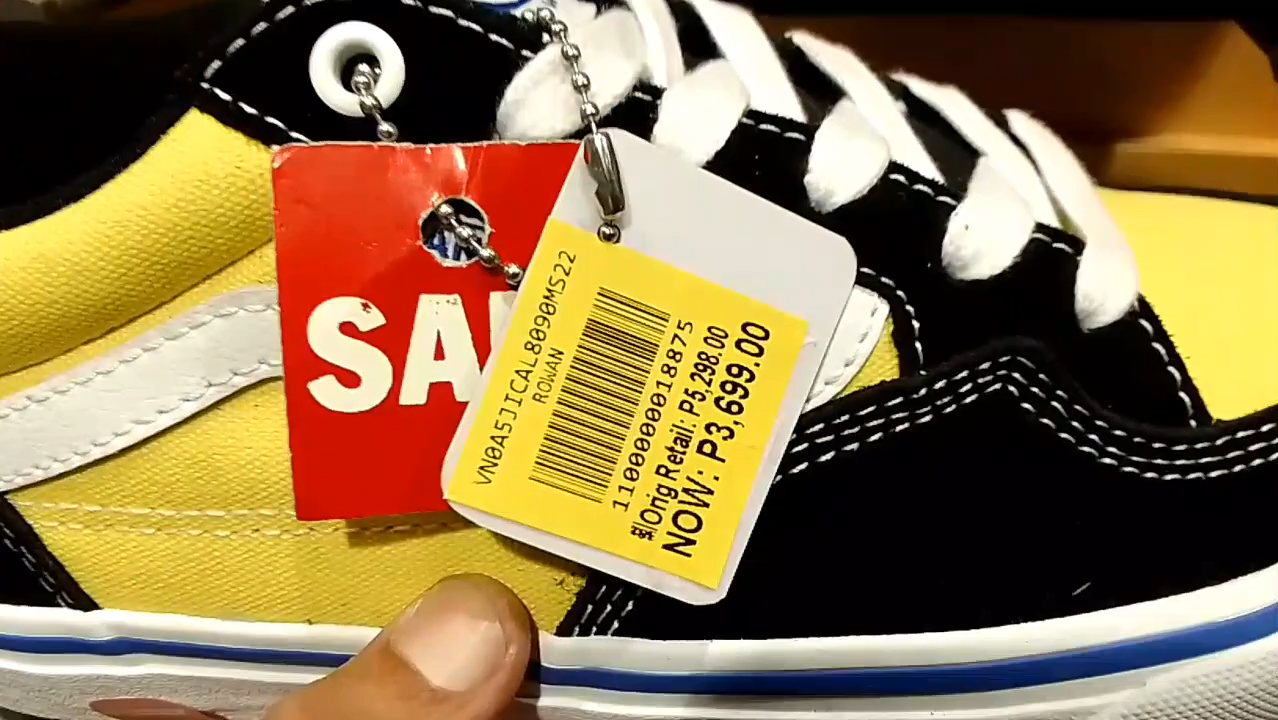 SA
VN0A5JICAL8090MS22
ROWAN
1100000018875
Orig Retail: P5,298.00
NOW: P3,699.00